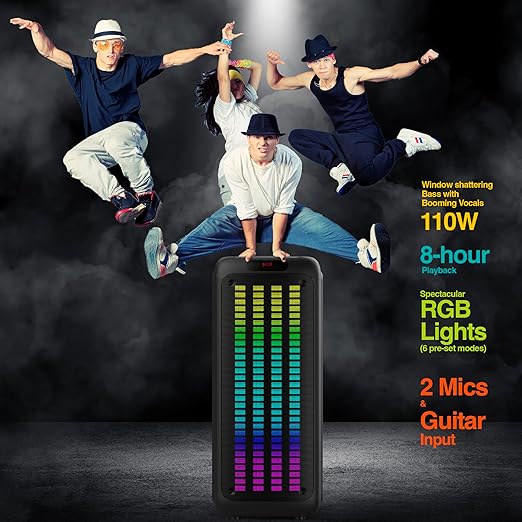 Window shattering
Bass with
Booming Vocals
110W
8-hour
Playback
Spectacular
RGB
Lights
(6 pre-set modes)
2 Mics
&
Guitar
Input